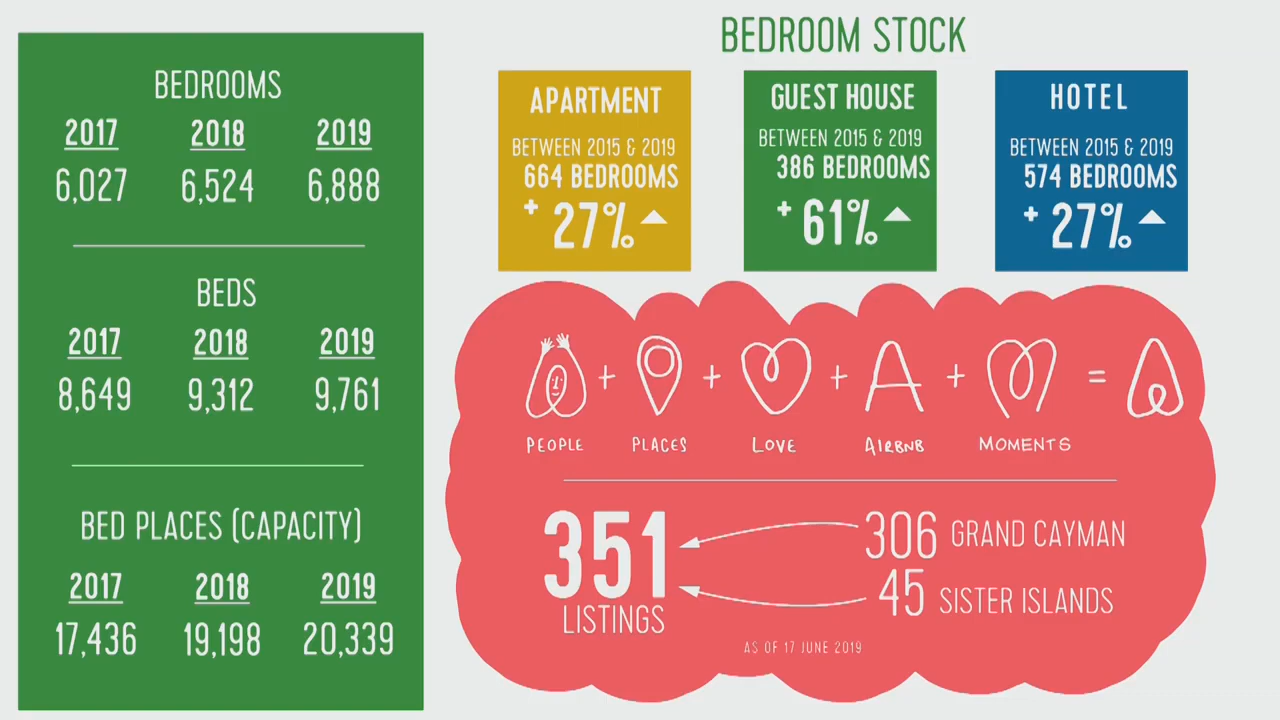 BEDROOMS
2017 2018 2019
6,027 6,524 6,888
BEDS
2017 2018 2019
8,649 9,312 9,761
BED PLACES (CAPACITY)
2017 2018 2019
17,436 19,198 20,339
BEDROOM STOCK
APARTMENT
BETWEEN 2015 & 2019
664 BEDROOMS
+ 27%
GUEST HOUSE
BETWEEN 2015 & 2019
386 BEDROOMS
+ 61%
HOTEL
BETWEEN 2015 & 2019
574 BEDROOMS
+ 27%
+ + + + =
PEOPLE PLACES LOVE AIRBNB MOMENTS
351
LISTINGS
306 GRAND CAYMAN
45 SISTER ISLANDS
AS OF 17 JUNE 2019